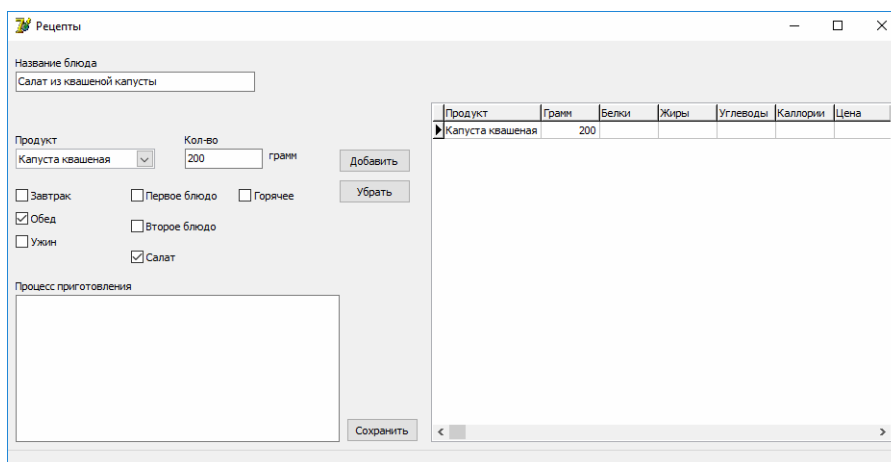 Рецепты
Название блюда
Салат из квашеной капусты
Продукт
Кол-во
Капуста квашеная
200
грамм
Добавить
Убрать
Завтрак
Первое блюдо
Горячее
Обед
Второе блюдо
Ужин
Салат
Процесс приготовления
Сохранить
Продукт Грамм Белки Жиры Углеводы Каллории Цена
Капуста квашеная 200